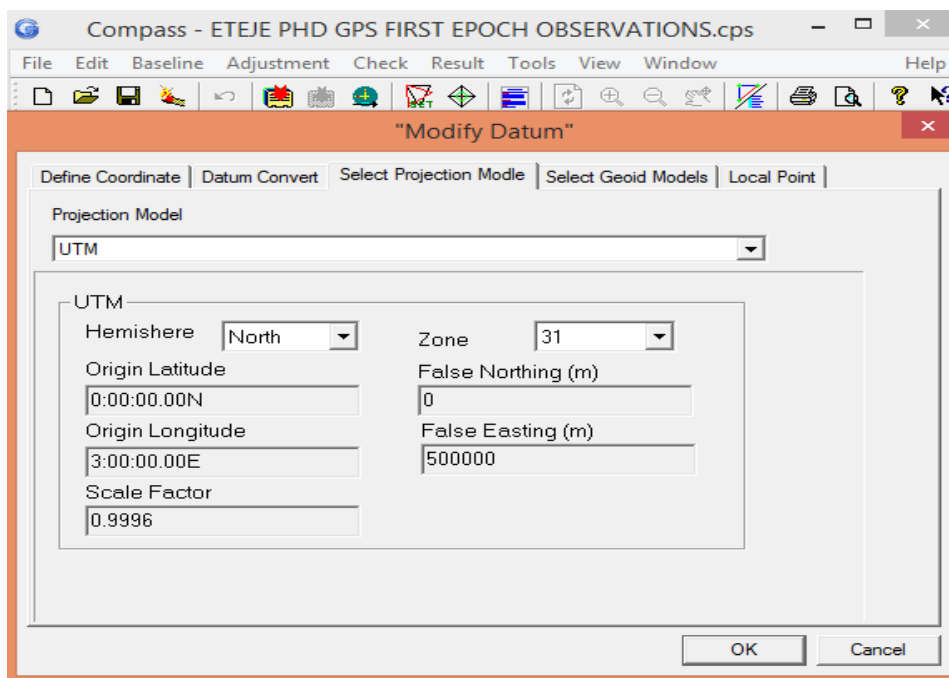 Compass - ETEJE PHD GPS FIRST EPOCH OBSERVATIONS.cps
File Edit Baseline Adjustment Check Result Tools View Window Help
"Modify Datum"
Define Coordinate Datum Convert Select Projection Modle Select Geoid Models Local Point
Projection Model
UTM
UTM
Hemishere North Zone 31
Origin Latitude False Northing (m)
0:00:00.00N 0
Origin Longitude False Easting (m)
3:00:00.00E 500000
Scale Factor
0.9996
OK Cancel